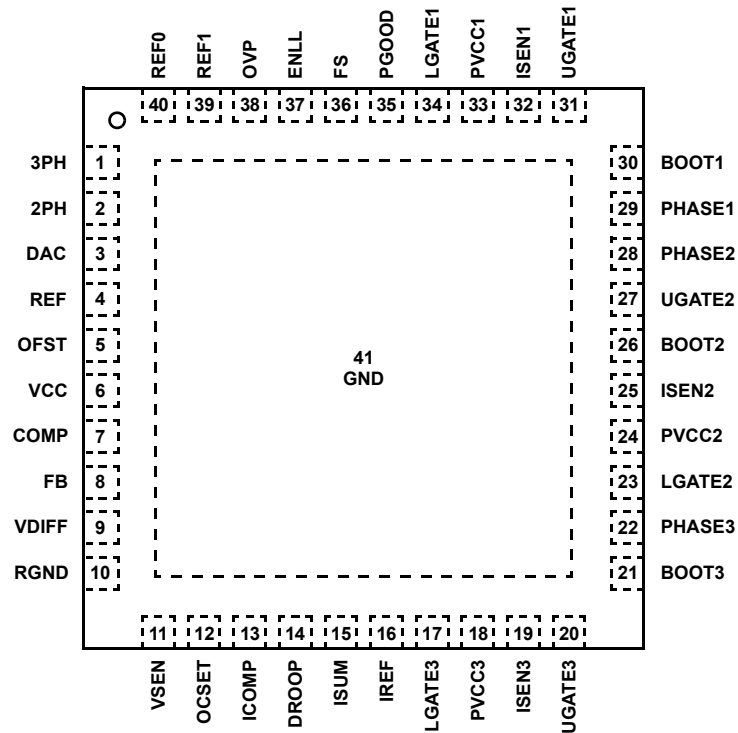 REF0
REF1
OVP
ENLL
FS
PGOOD
LGATE1
PVCC1
ISEN1
UGATE1
40 39 38 37 36 35 34 33 32 31
3PH 1
2PH 2
DAC 3
REF 4
OFST 5
VCC 6
COMP 7
FB 8
VDIFF 9
RGND 10
41
GND
30 BOOT1
29 PHASE1
28 PHASE2
27 UGATE2
26 BOOT2
25 ISEN2
24 PVCC2
23 LGATE2
22 PHASE3
21 BOOT3
11 12 13 14 15 16 17 18 19 20
VSEN
OCSET
ICOMP
DROOP
ISUM
IREF
LGATE3
PVCC3
ISEN3
UGATE3